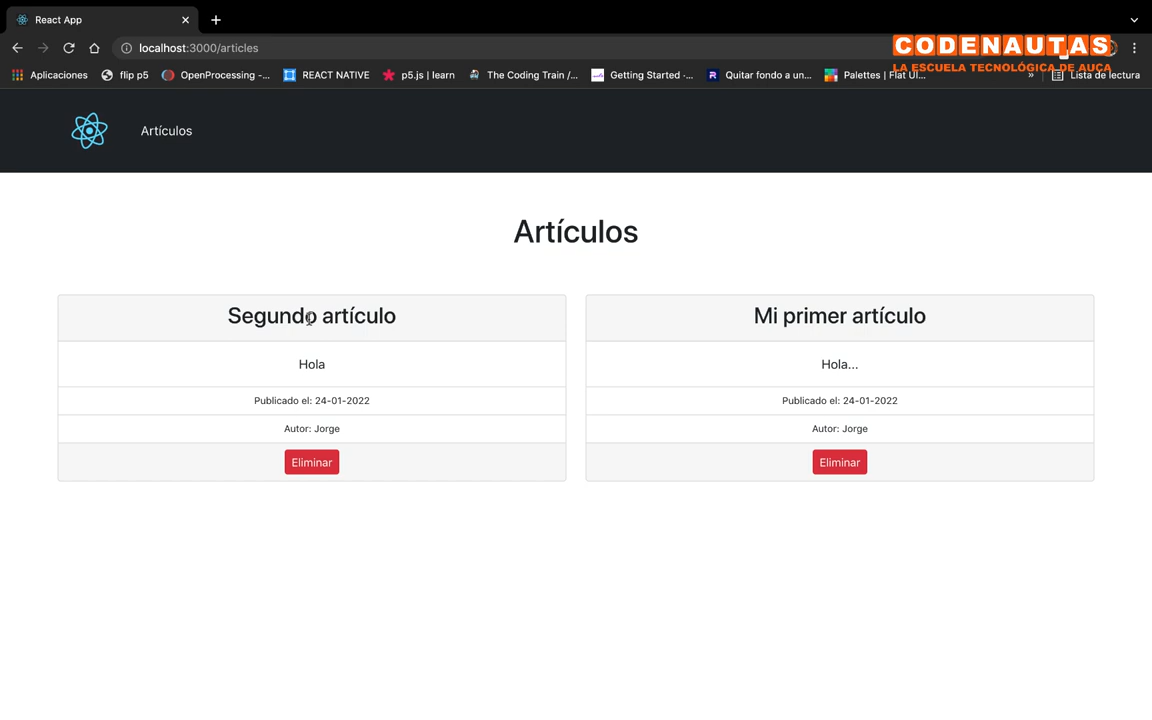 React App
localhost:3000/articles
CODENAUTAS
LA ESCUELA TECNOLÓGICA DE AUCA
Aplicaciones flip p5 OpenProcessing -... REACT NATIVE p5.js | learn The Coding Train /... Getting Started ·... Quitar fondo a un... Palettes | Flat UI... » Lista de lectura
Artículos
Artículos
Segundo artículo
Hola
Publicado el: 24-01-2022
Autor: Jorge
Eliminar
Mi primer artículo
Hola...
Publicado el: 24-01-2022
Autor: Jorge
Eliminar